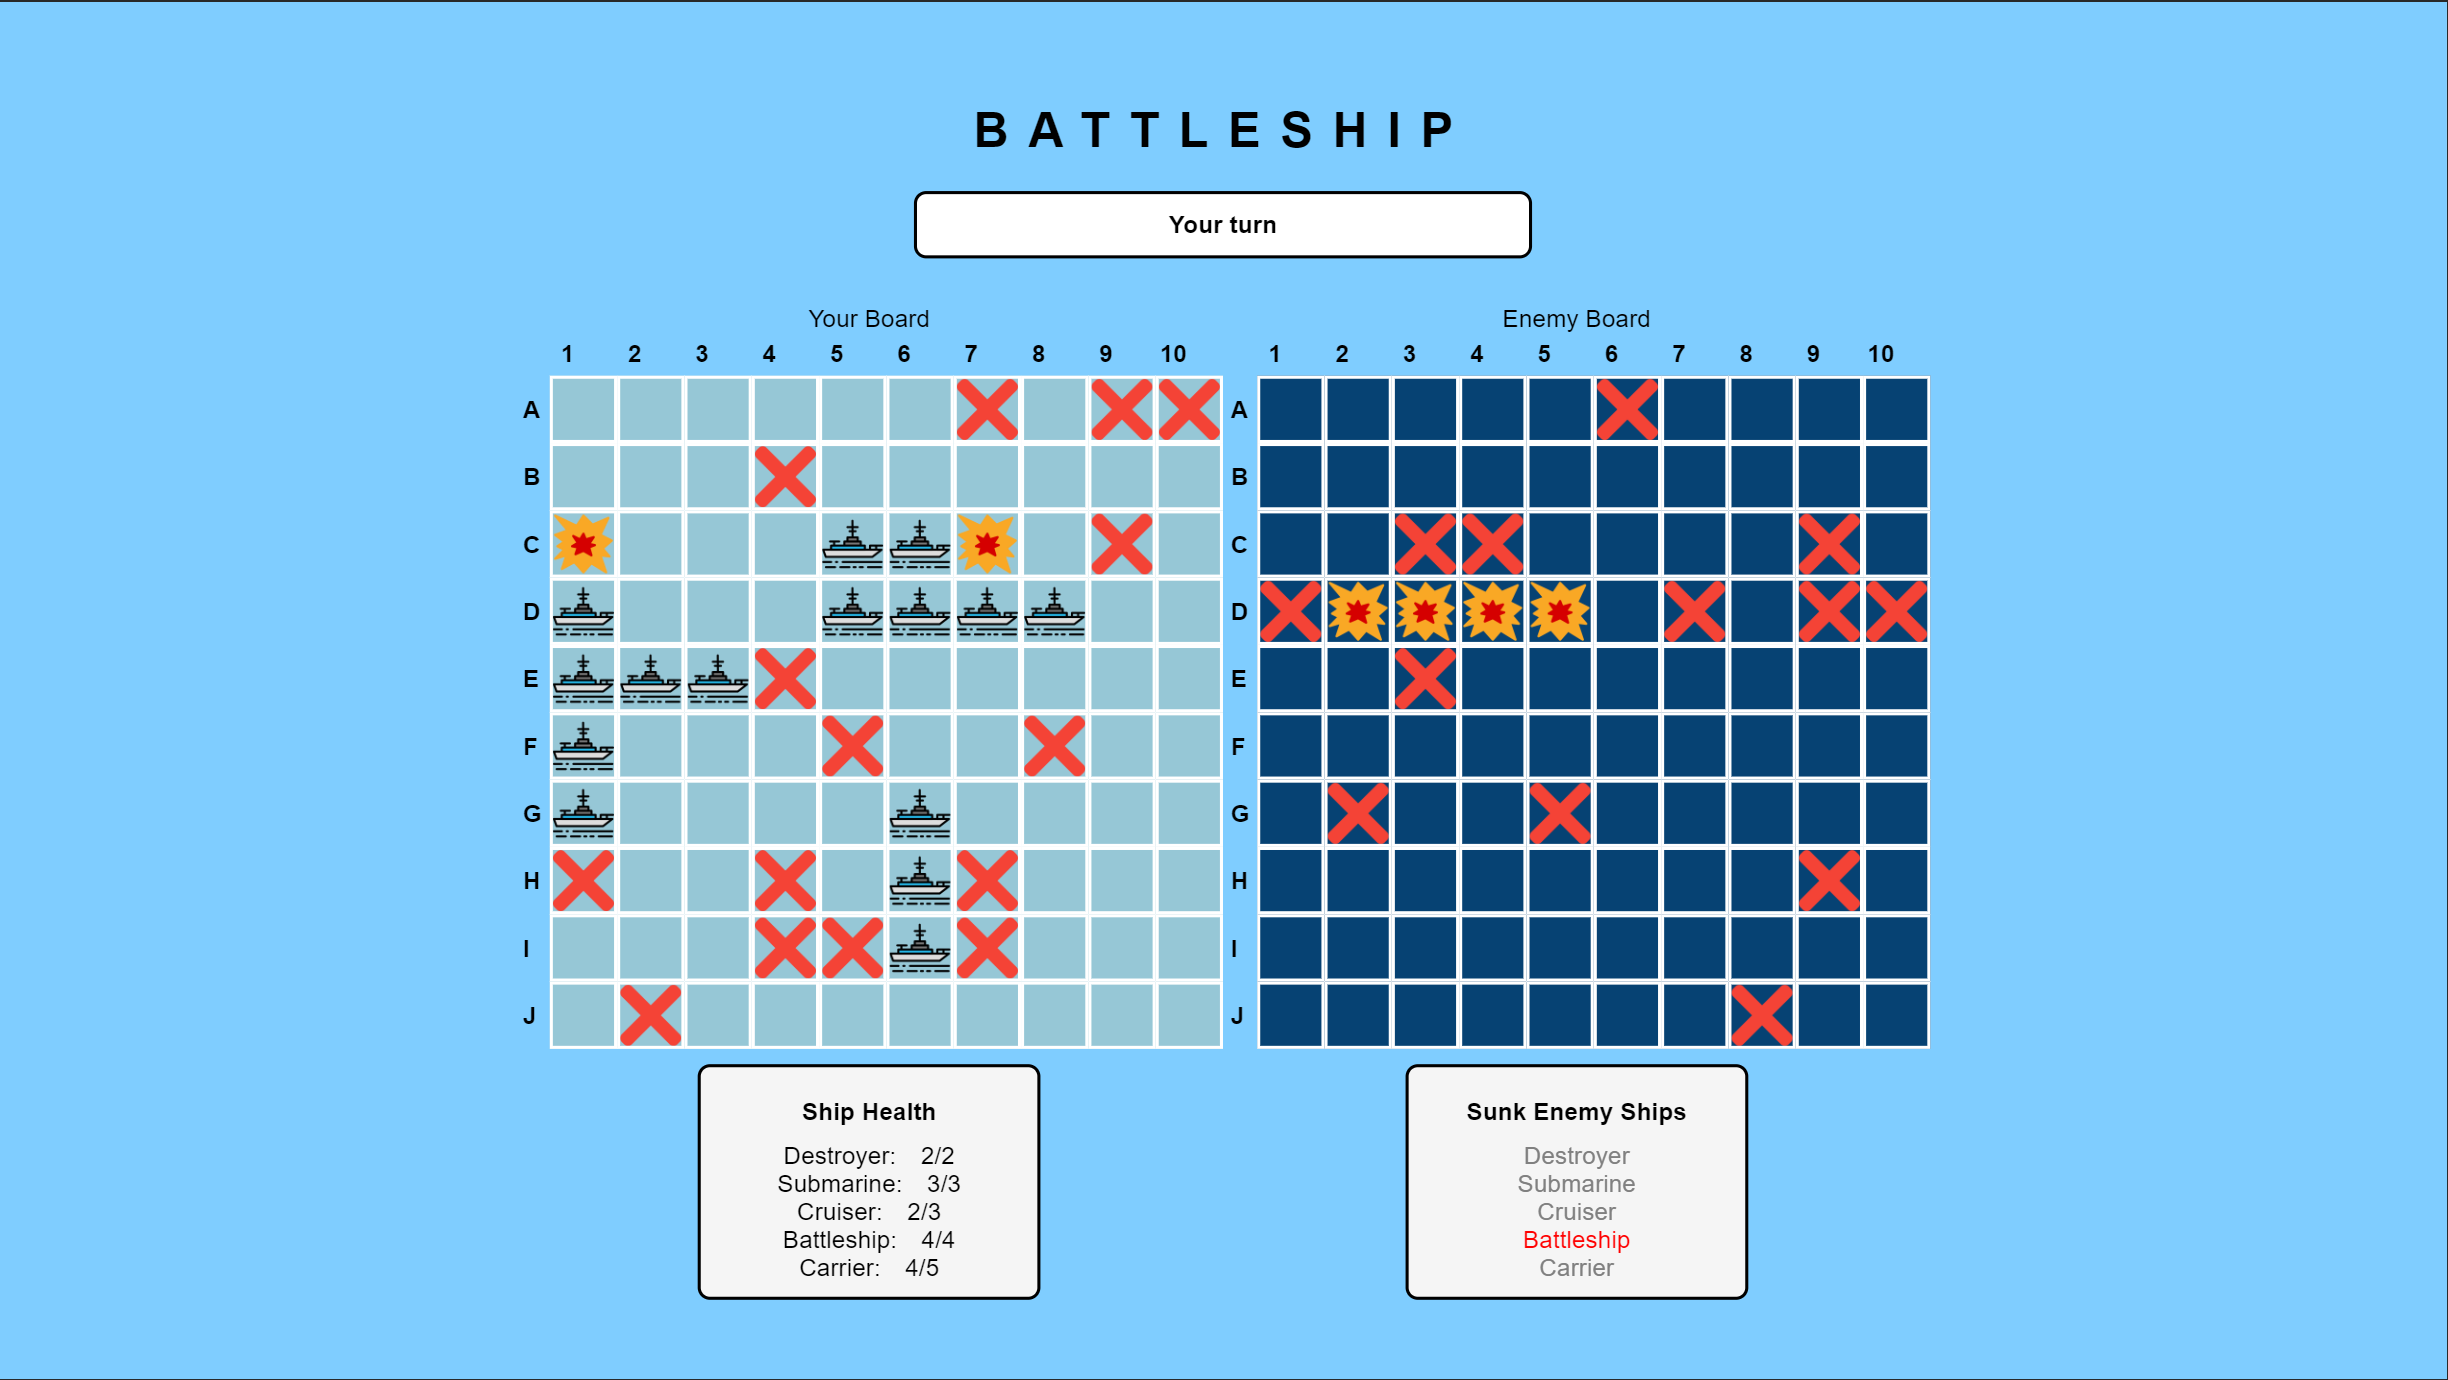 BATTLESHIP
Your turn
Your Board
1 2 3 4 5 6 7 8 9 10
A
B
C
D
E
F
G
H
I
J
Enemy Board
1 2 3 4 5 6 7 8 9 10
A
B
C
D
E
F
G
H
I
J
Ship Health
Destroyer: 2/2
Submarine: 3/3
Cruiser: 2/3
Battleship: 4/4
Carrier: 4/5
Sunk Enemy Ships
Destroyer
Submarine
Cruiser
Battleship
Carrier